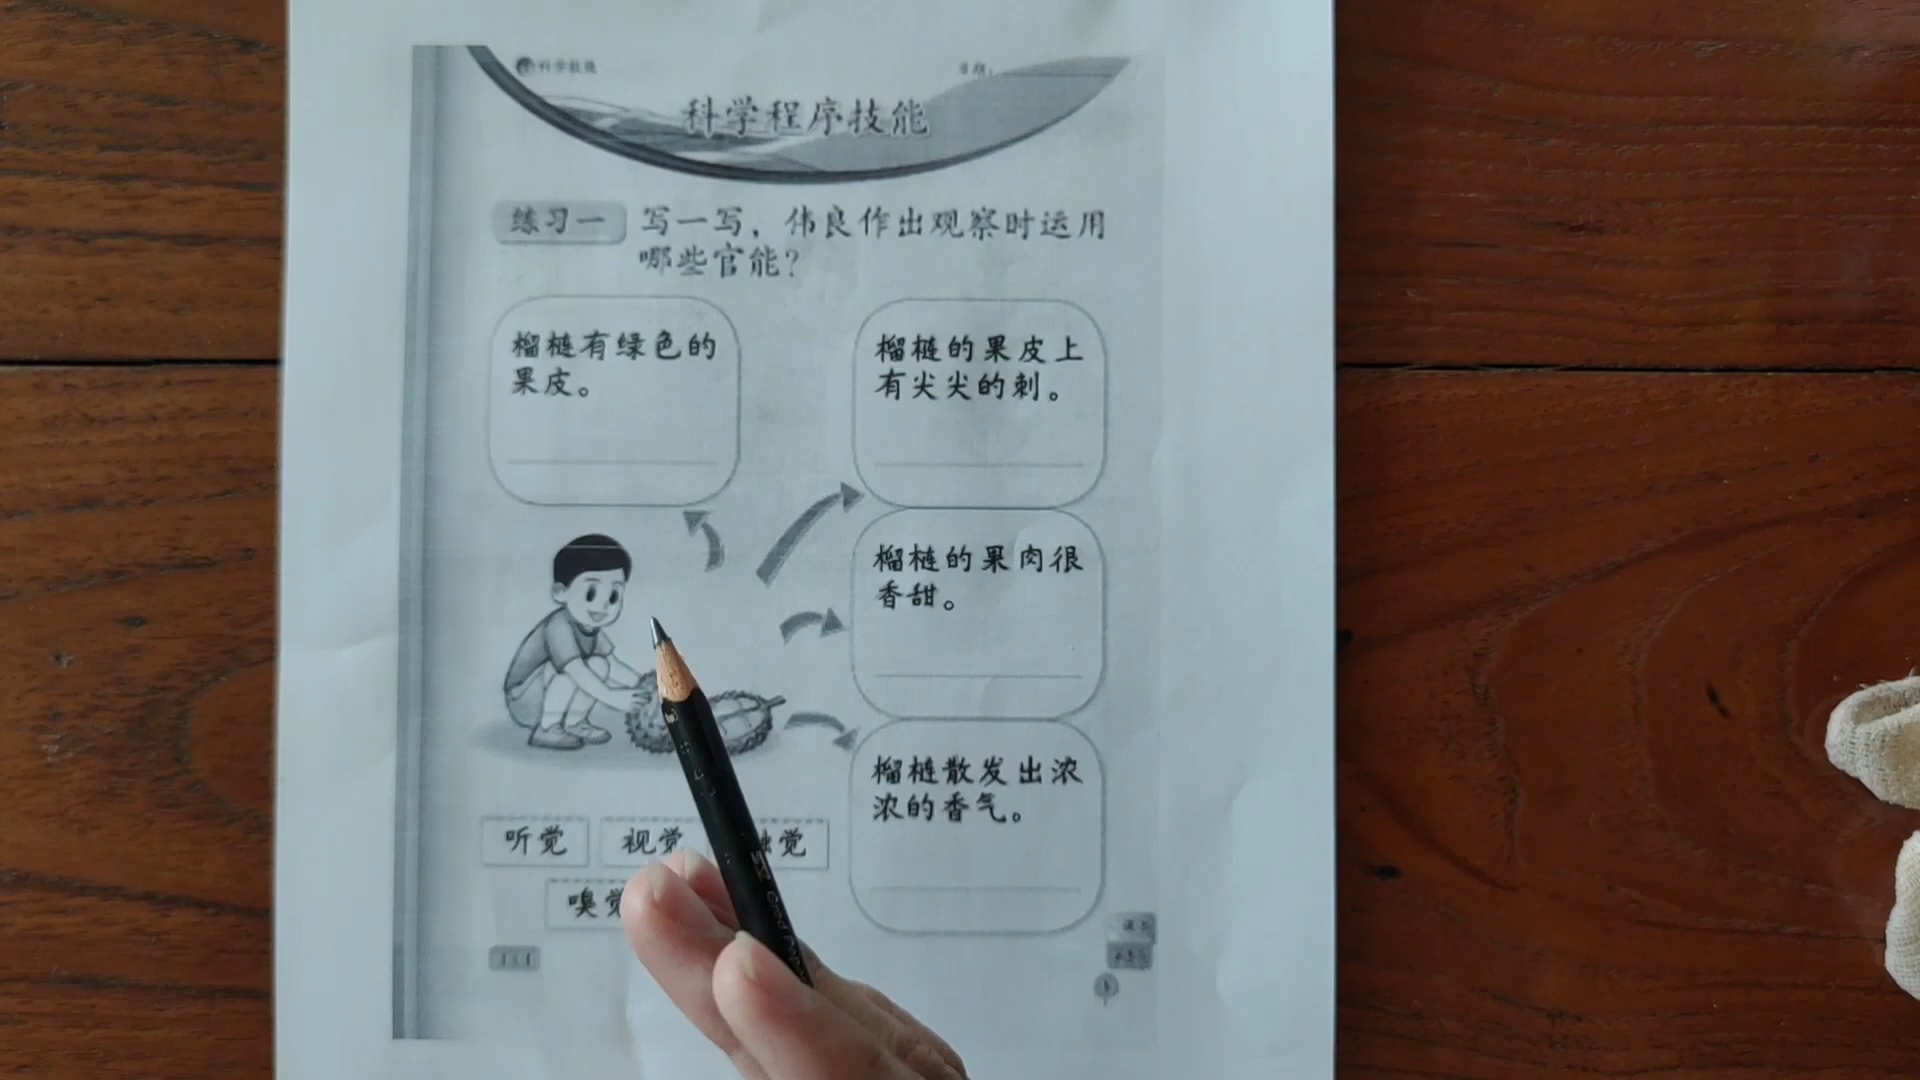 科学程序技能
练习一 写一写，伟良作出观察时运用
哪些官能？
榴梿有绿色的
果皮。
榴梿的果皮上
有尖尖的刺。
榴梿的果肉很
香甜。
榴梿散发出浓
浓的香气。
听觉
视觉
触觉
嗅觉